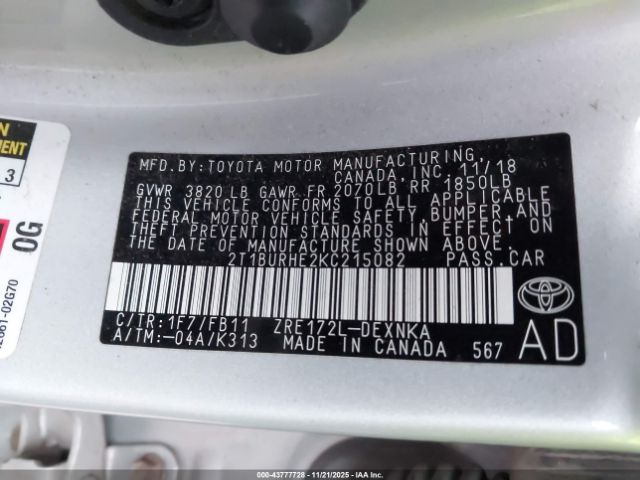 MFD. BY: TOYOTA MOTOR MANUFACTURING,
CANADA, INC. 11/18
GVWR 3820 LB GAWR FR 2070LB RR 1850LB
THIS VEHICLE CONFORMS TO ALL APPLICABLE
FEDERAL MOTOR VEHICLE SAFETY, BUMPER, AND
THEFT PREVENTION STANDARDS IN EFFECT ON
THE DATE OF MANUFACTURE SHOWN ABOVE.
2T1BURHE2KC215082 PASS. CAR
C/TR: 1F7/FB11 ZRE172L-DEXNKA
A/TM: -04A/K313 MADE IN CANADA 567
TOYOTA
AD
3
0G
2661-02G70
000-43777728 - 11/21/2025 - IAA Inc.